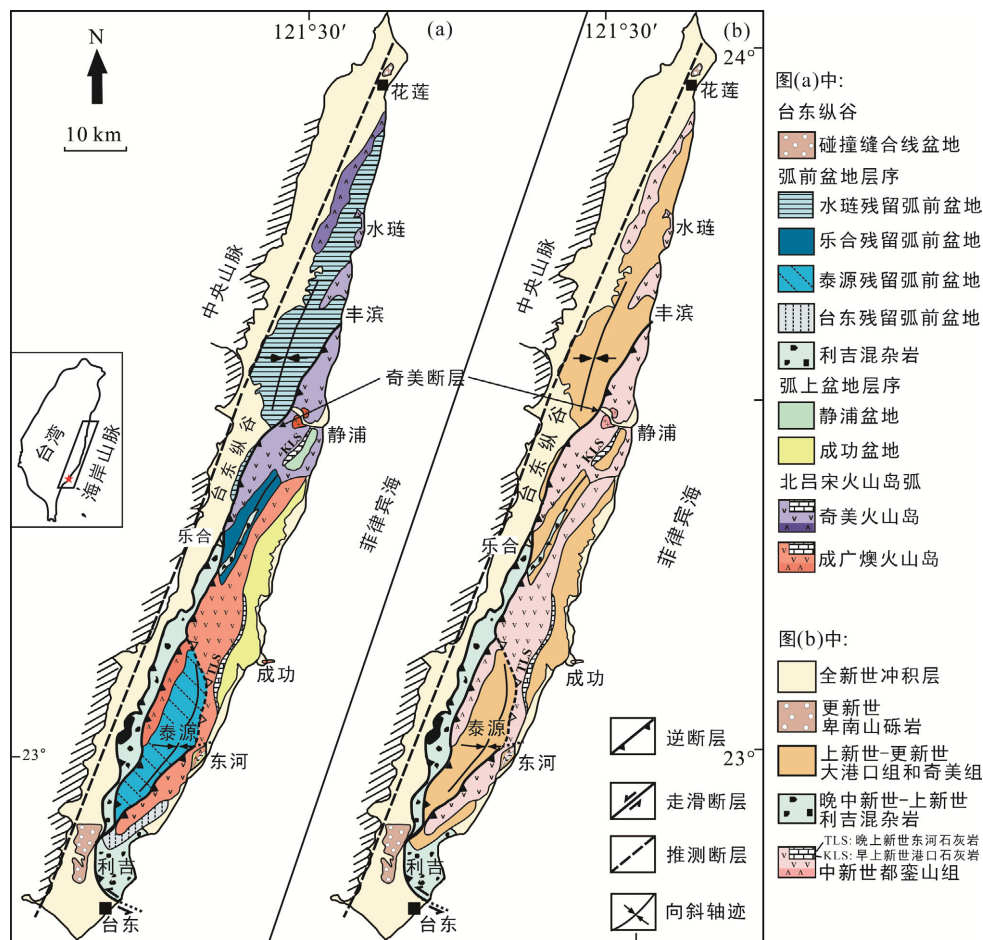 121°30′
(a)
121°30′
(b)
24°
N
10 km
花莲
水琏
中央山脉
丰滨
奇美断层
静浦
KLS
台东纵谷
乐合
菲律宾海
成功
TLS
泰源
东河
23°
利吉
台东
台湾
海岸山脉
花莲
水琏
中央山脉
丰滨
静浦
KLS
台东纵谷
乐合
菲律宾海
成功
TLS
泰源
东河
23°
利吉
台东
逆断层
走滑断层
推测断层
向斜轴迹
图(a)中:
台东纵谷
碰撞缝合线盆地
弧前盆地层序
水琏残留弧前盆地
乐合残留弧前盆地
泰源残留弧前盆地
台东残留弧前盆地
利吉混杂岩
弧上盆地层序
静浦盆地
成功盆地
北吕宋火山岛弧
奇美火山岛
成广燠火山岛
图(b)中:
全新世冲积层
更新世
卑南山砾岩
上新世-更新世
大港口组和奇美组
晚中新世-上新世
利吉混杂岩
TLS: 晚上新世东河石灰岩
KLS: 早上新世港口石灰岩
中新世都銮山组